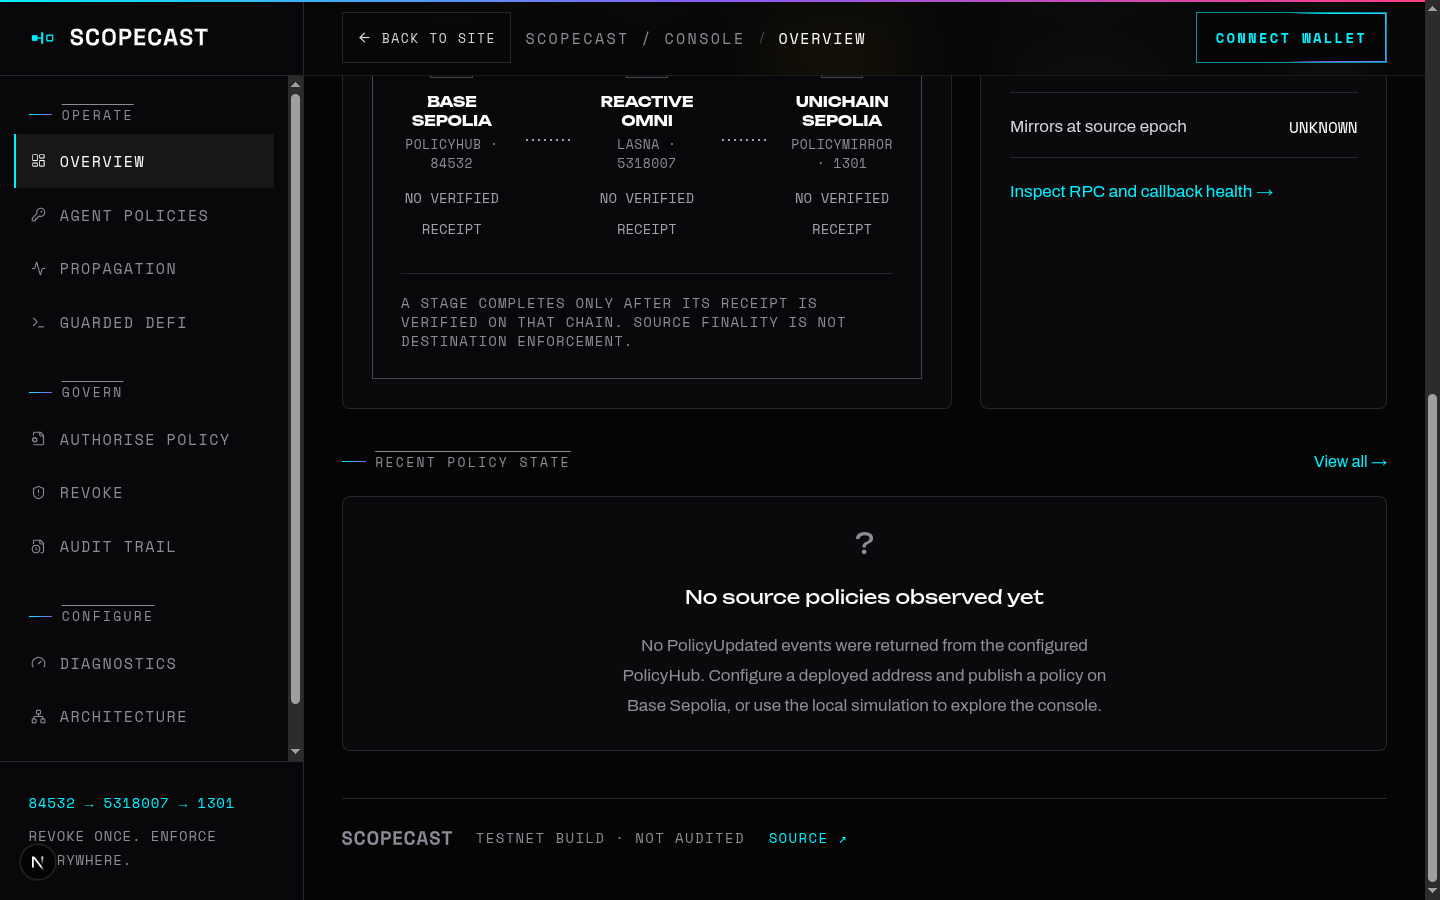 SCOPECAST
← BACK TO SITE
SCOPECAST / CONSOLE / OVERVIEW
CONNECT WALLET
OPERATE
OVERVIEW
AGENT POLICIES
PROPAGATION
GUARDED DEFI
GOVERN
AUTHORISE POLICY
REVOKE
AUDIT TRAIL
CONFIGURE
DIAGNOSTICS
ARCHITECTURE
84532 → 5318007 → 1301
REVOKE ONCE. ENFORCE
RYWHERE.
N
BASE
SEPOLIA
POLICYHUB ·
84532
NO VERIFIED
RECEIPT
REACTIVE
OMNI
LASNA ·
5318007
NO VERIFIED
RECEIPT
UNICHAIN
SEPOLIA
POLICYMIRROR
· 1301
NO VERIFIED
RECEIPT
A STAGE COMPLETES ONLY AFTER ITS RECEIPT IS
VERIFIED ON THAT CHAIN. SOURCE FINALITY IS NOT
DESTINATION ENFORCEMENT.
Mirrors at source epoch UNKNOWN
Inspect RPC and callback health →
RECENT POLICY STATE
View all →
?
No source policies observed yet
No PolicyUpdated events were returned from the configured
PolicyHub. Configure a deployed address and publish a policy on
Base Sepolia, or use the local simulation to explore the console.
SCOPECAST TESTNET BUILD · NOT AUDITED SOURCE ↗